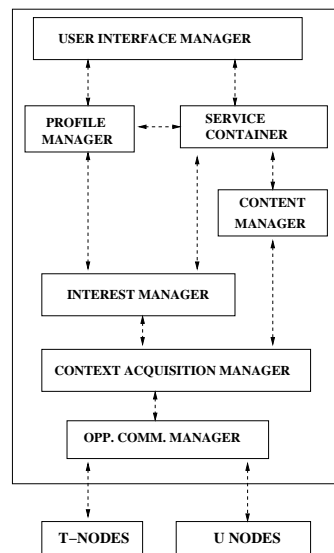 USER INTERFACE MANAGER
PROFILE
MANAGER
SERVICE
CONTAINER
CONTENT
MANAGER
INTEREST MANAGER
CONTEXT ACQUISITION MANAGER
OPP. COMM. MANAGER
T−NODES
U NODES